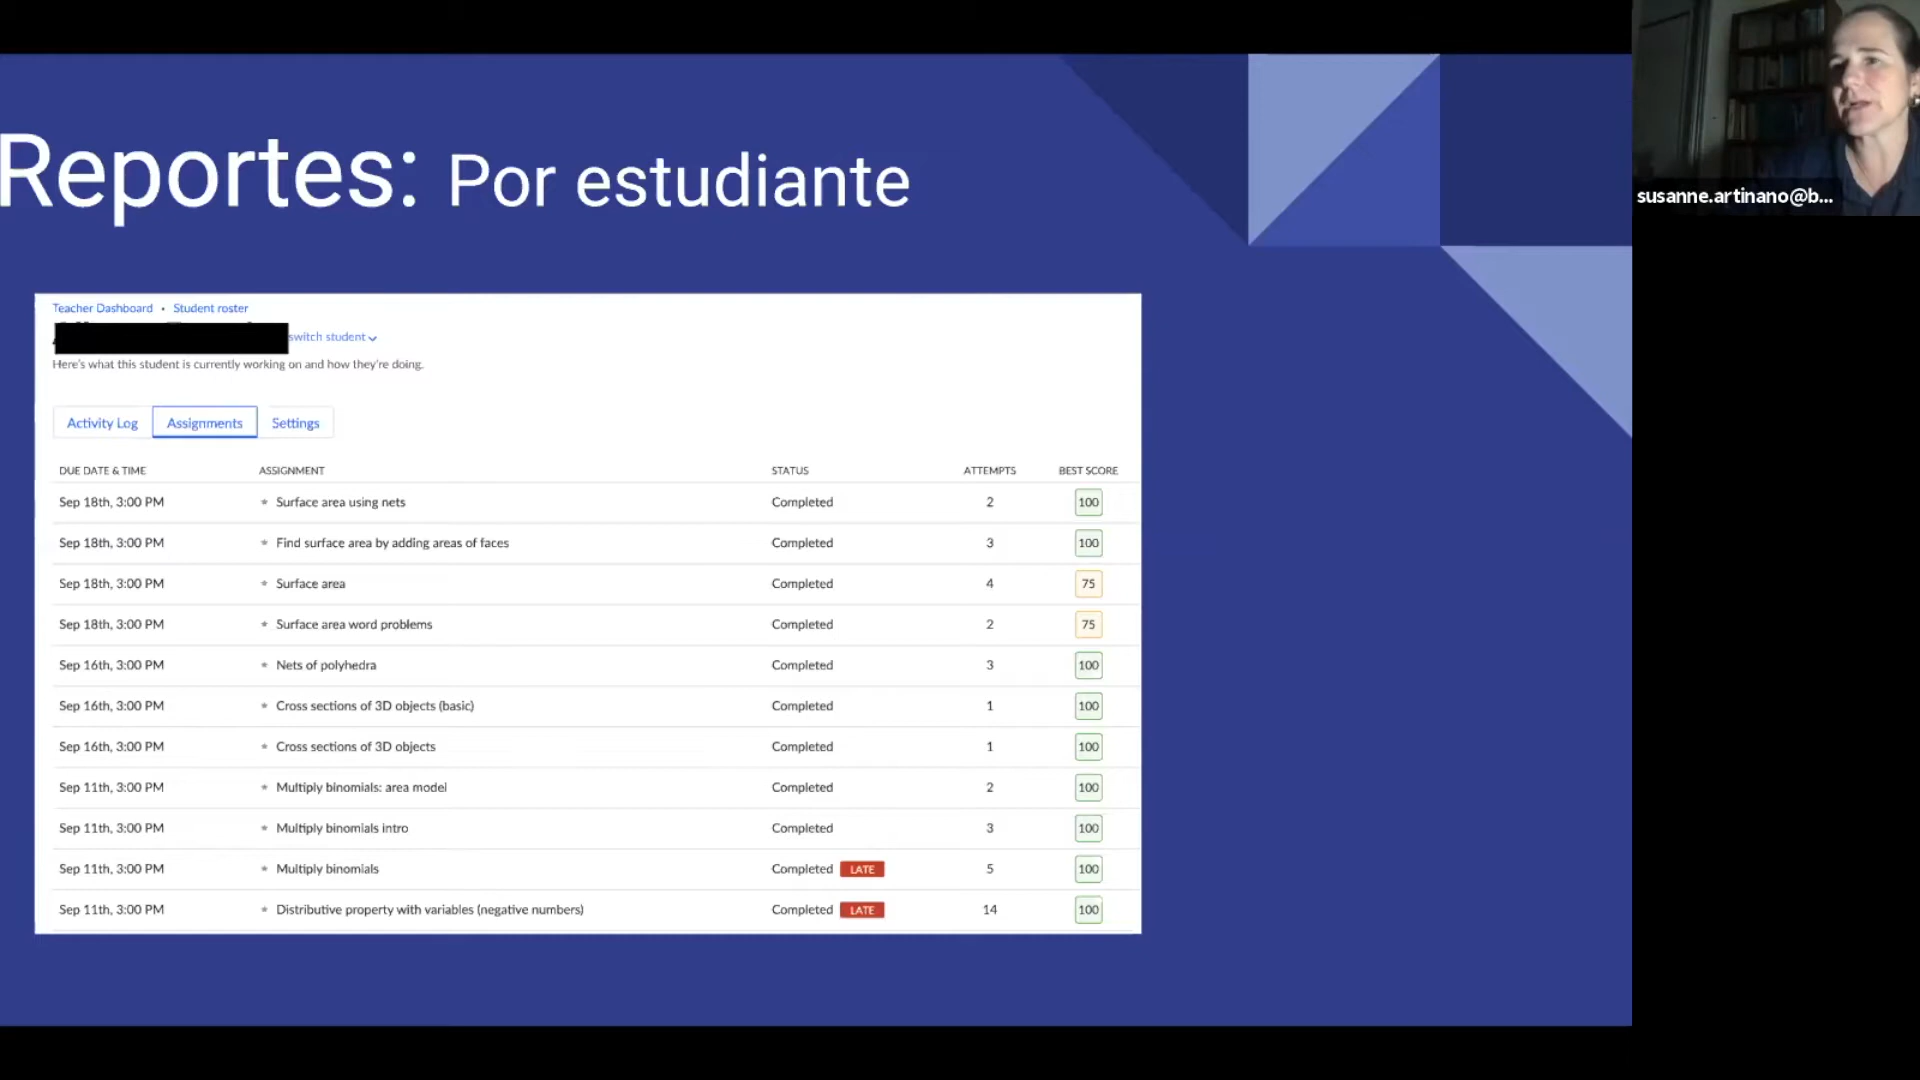 Reportes: Por estudiante
susanne.artinano@b...
Teacher Dashboard • Student roster
switch student
Here's what this student is currently working on and how they're doing.
Activity Log Assignments Settings
DUE DATE & TIME ASSIGNMENT STATUS ATTEMPTS BEST SCORE
Sep 18th, 3:00 PM Surface area using nets Completed 2 100
Sep 18th, 3:00 PM Find surface area by adding areas of faces Completed 3 100
Sep 18th, 3:00 PM Surface area Completed 4 75
Sep 18th, 3:00 PM Surface area word problems Completed 2 75
Sep 16th, 3:00 PM Nets of polyhedra Completed 3 100
Sep 16th, 3:00 PM Cross sections of 3D objects (basic) Completed 1 100
Sep 16th, 3:00 PM Cross sections of 3D objects Completed 1 100
Sep 11th, 3:00 PM Multiply binomials: area model Completed 2 100
Sep 11th, 3:00 PM Multiply binomials intro Completed 3 100
Sep 11th, 3:00 PM Multiply binomials Completed LATE 5 100
Sep 11th, 3:00 PM Distributive property with variables (negative numbers) Completed LATE 14 100